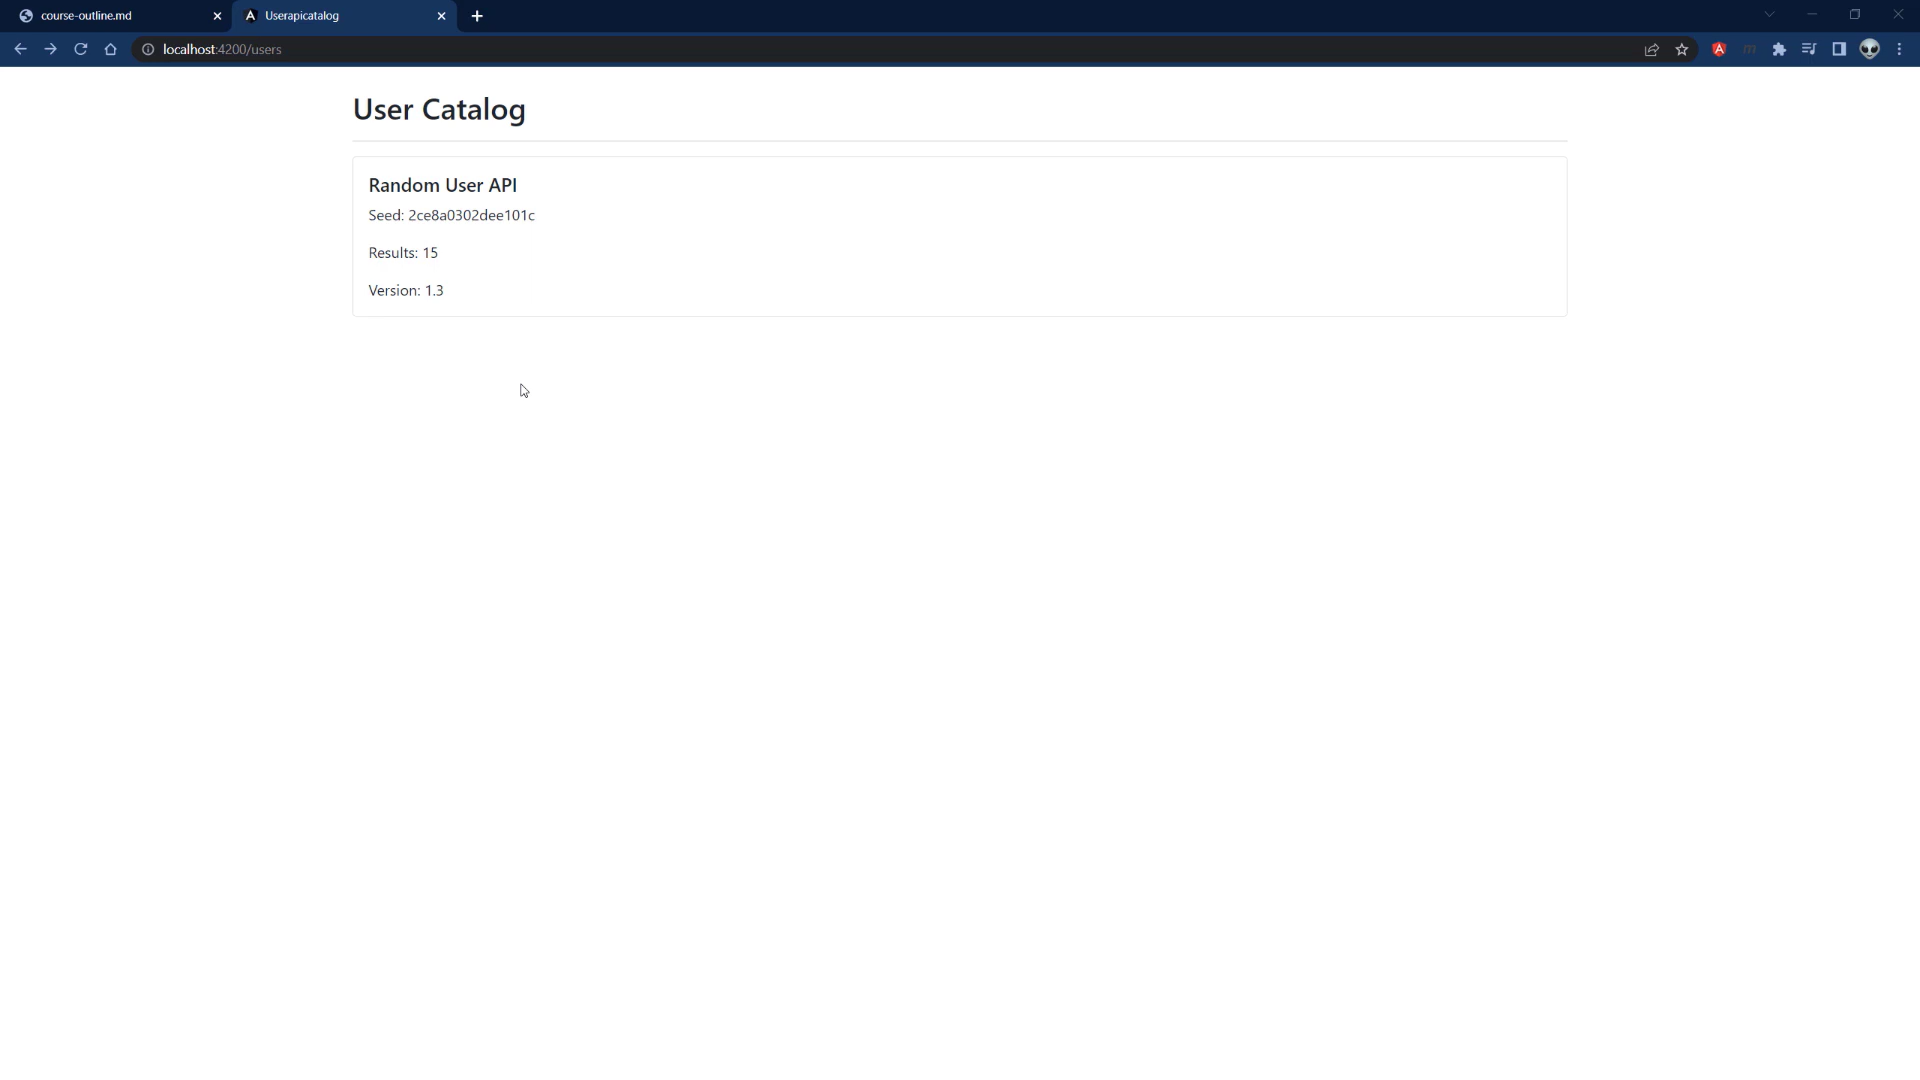 course-outline.md
Userapicatalog
localhost:4200/users
User Catalog
Random User API
Seed: 2ce8a0302dee101c
Results: 15
Version: 1.3